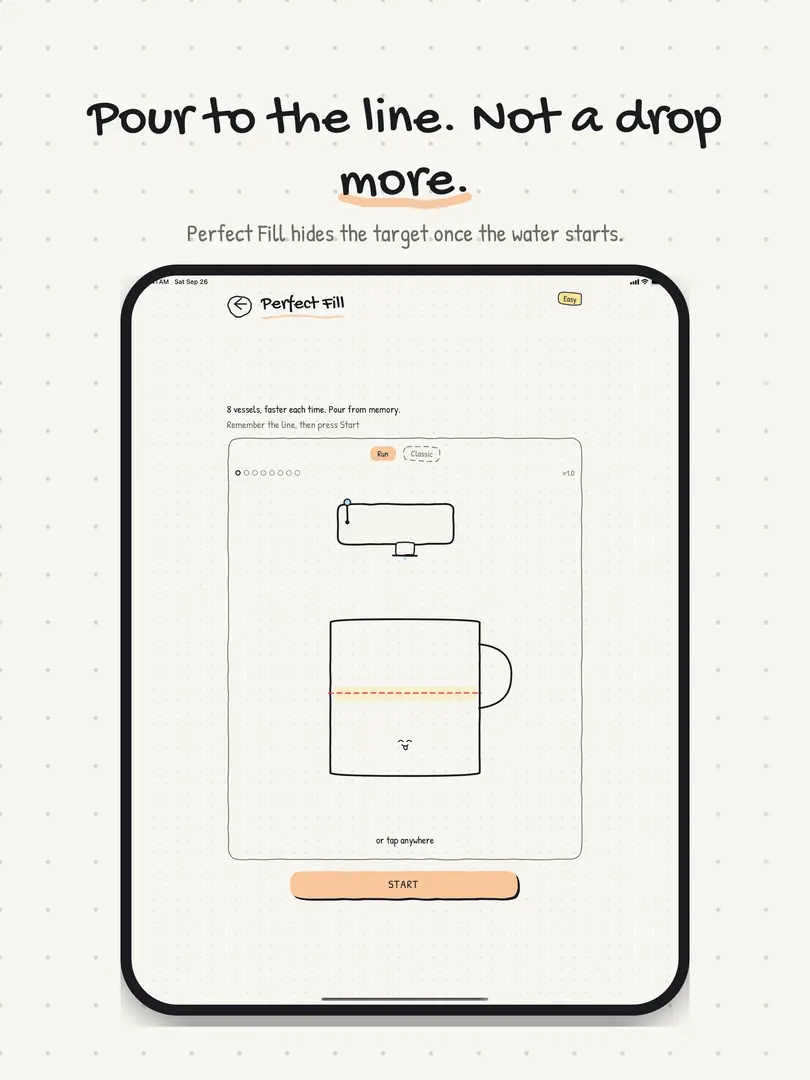 Pour to the line. Not a drop
more.
Perfect Fill hides the target once the water starts.
AM Sat Sep 26
Perfect Fill
Easy
8 vessels, faster each time. Pour from memory.
Remember the line, then press Start
Run
Classic
×1.0
or tap anywhere
START